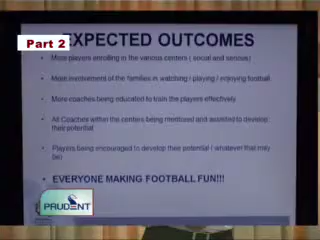 Part 2
EXPECTED OUTCOMES
• More players enrolling in the various centers ( social and serious)
• More involvement of the families in watching / playing / enjoying football
• More coaches being educated to train the players effectively
• All Coaches within the centers being mentored and assisted to develop
their potential
• Players being encouraged to develop their potential ( whatever that may
be)
• EVERYONE MAKING FOOTBALL FUN!!!
PRUDENT